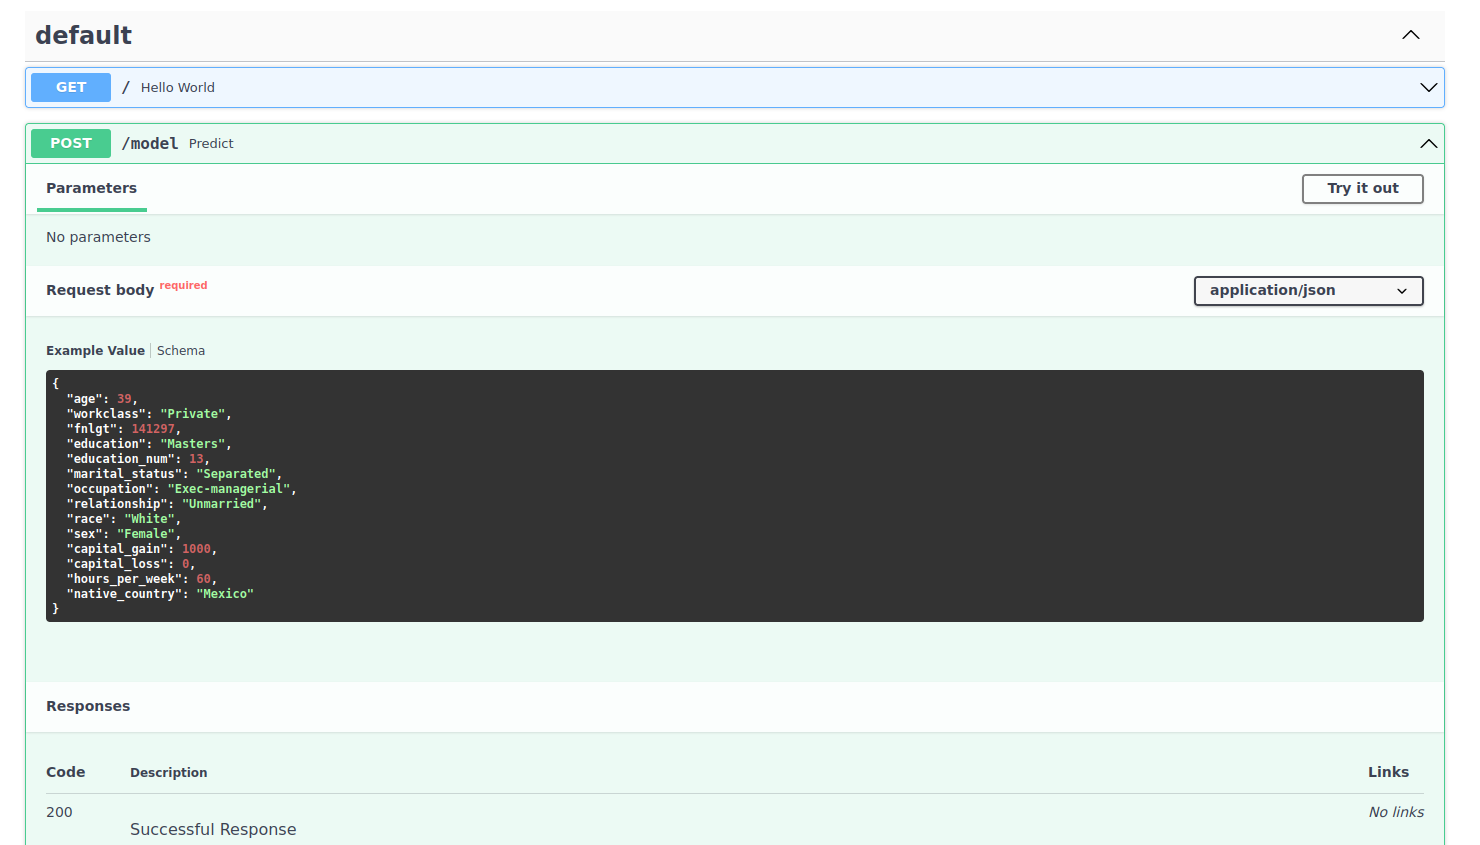 default
GET / Hello World
POST /model Predict
Parameters
Try it out
No parameters
Request body required
application/json
Example Value Schema
{
  "age": 39,
  "workclass": "Private",
  "fnlgt": 141297,
  "education": "Masters",
  "education_num": 13,
  "marital_status": "Separated",
  "occupation": "Exec-managerial",
  "relationship": "Unmarried",
  "race": "White",
  "sex": "Female",
  "capital_gain": 1000,
  "capital_loss": 0,
  "hours_per_week": 60,
  "native_country": "Mexico"
}
Responses
Code Description Links
200 No links
Successful Response